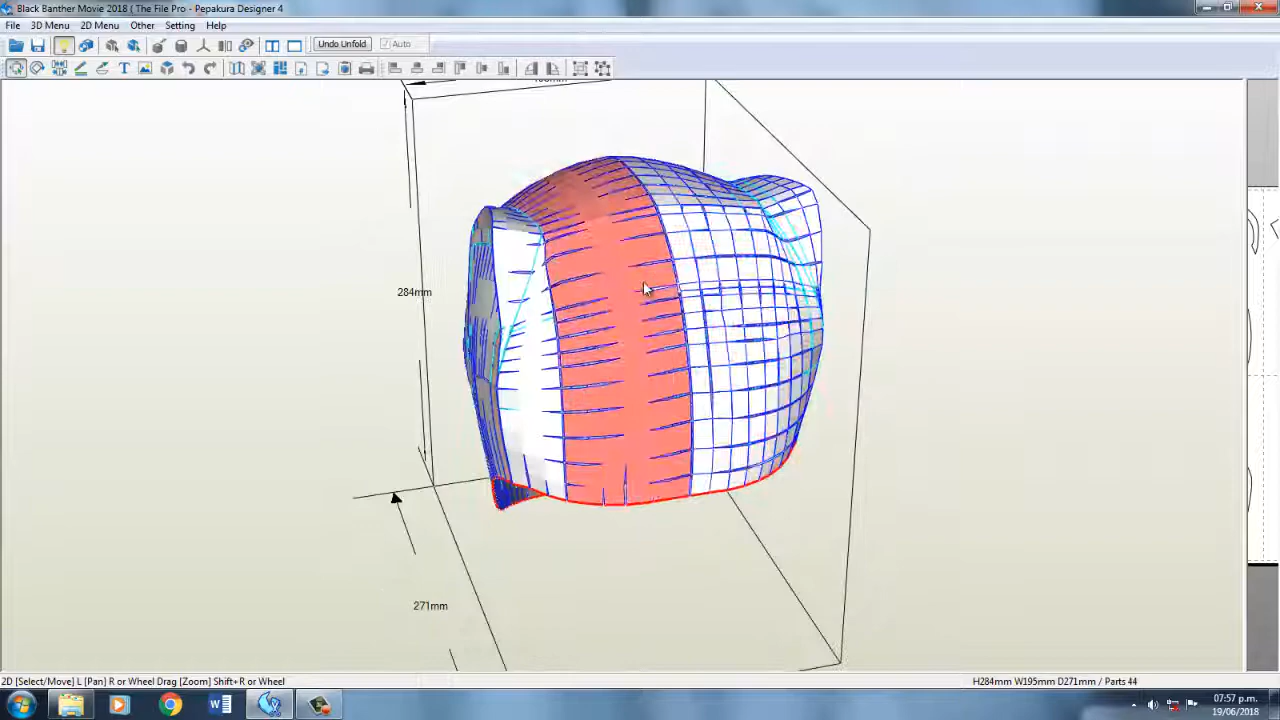 Black Banther Movie 2018 ( The File Pro - Pepakura Designer 4
File 3D Menu 2D Menu Other Setting Help
Undo Unfold Auto
284mm
271mm
2D [Select/Move] L [Pan] R or Wheel Drag [Zoom] Shift+R or Wheel
H284mm W195mm D271mm / Parts 44
07:57 p.m.
19/06/2018